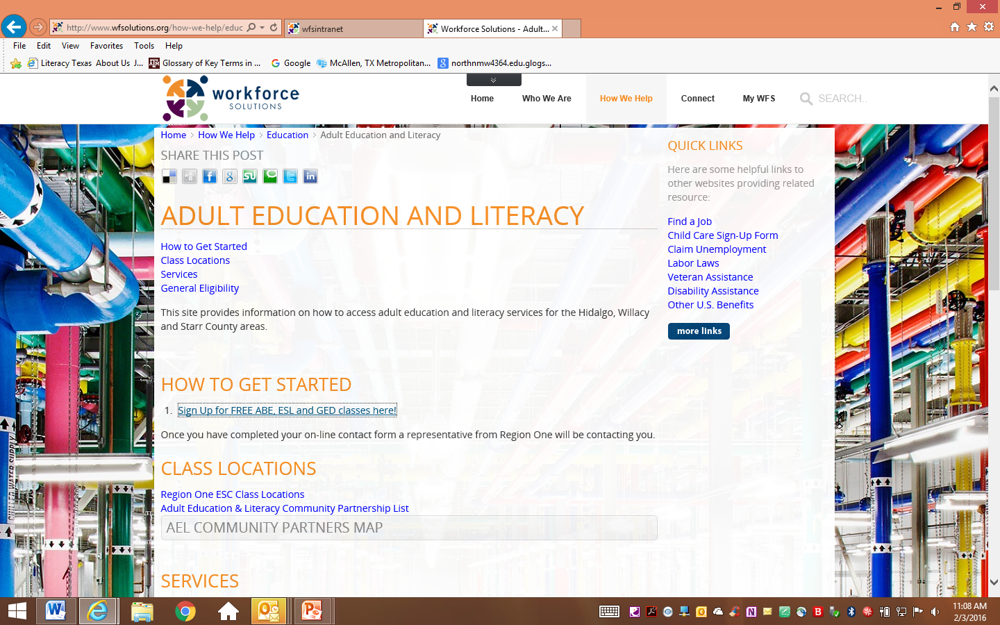 http://www.wfsolutions.org/how-we-help/educ
wfsintranet
Workforce Solutions - Adult...
File Edit View Favorites Tools Help
Literacy Texas About Us J... Glossary of Key Terms in ... Google McAllen, TX Metropolitan... northnmw4364.edu.glogs...
workforce
SOLUTIONS
Home Who We Are How We Help Connect My WFS SEARCH..
Home > How We Help > Education > Adult Education and Literacy
SHARE THIS POST
ADULT EDUCATION AND LITERACY
How to Get Started
Class Locations
Services
General Eligibility
This site provides information on how to access adult education and literacy services for the Hidalgo, Willacy
and Starr County areas.
HOW TO GET STARTED
1. Sign Up for FREE ABE, ESL and GED classes here!
Once you have completed your on-line contact form a representative from Region One will be contacting you.
CLASS LOCATIONS
Region One ESC Class Locations
Adult Education & Literacy Community Partnership List
AEL COMMUNITY PARTNERS MAP
SERVICES
QUICK LINKS
Here are some helpful links to
other websites providing related
resource:
Find a Job
Child Care Sign-Up Form
Claim Unemployment
Labor Laws
Veteran Assistance
Disability Assistance
Other U.S. Benefits
more links
11:08 AM
2/3/2016